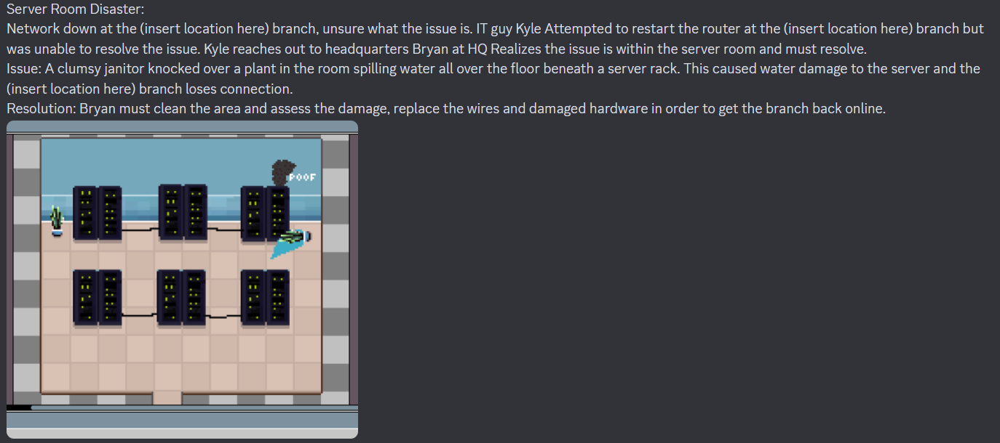 Server Room Disaster:
Network down at the (insert location here) branch, unsure what the issue is. IT guy Kyle Attempted to restart the router at the (insert location here) branch but
was unable to resolve the issue. Kyle reaches out to headquarters Bryan at HQ Realizes the issue is within the server room and must resolve.
Issue: A clumsy janitor knocked over a plant in the room spilling water all over the floor beneath a server rack. This caused water damage to the server and the
(insert location here) branch loses connection.
Resolution: Bryan must clean the area and assess the damage, replace the wires and damaged hardware in order to get the branch back online.
POOF